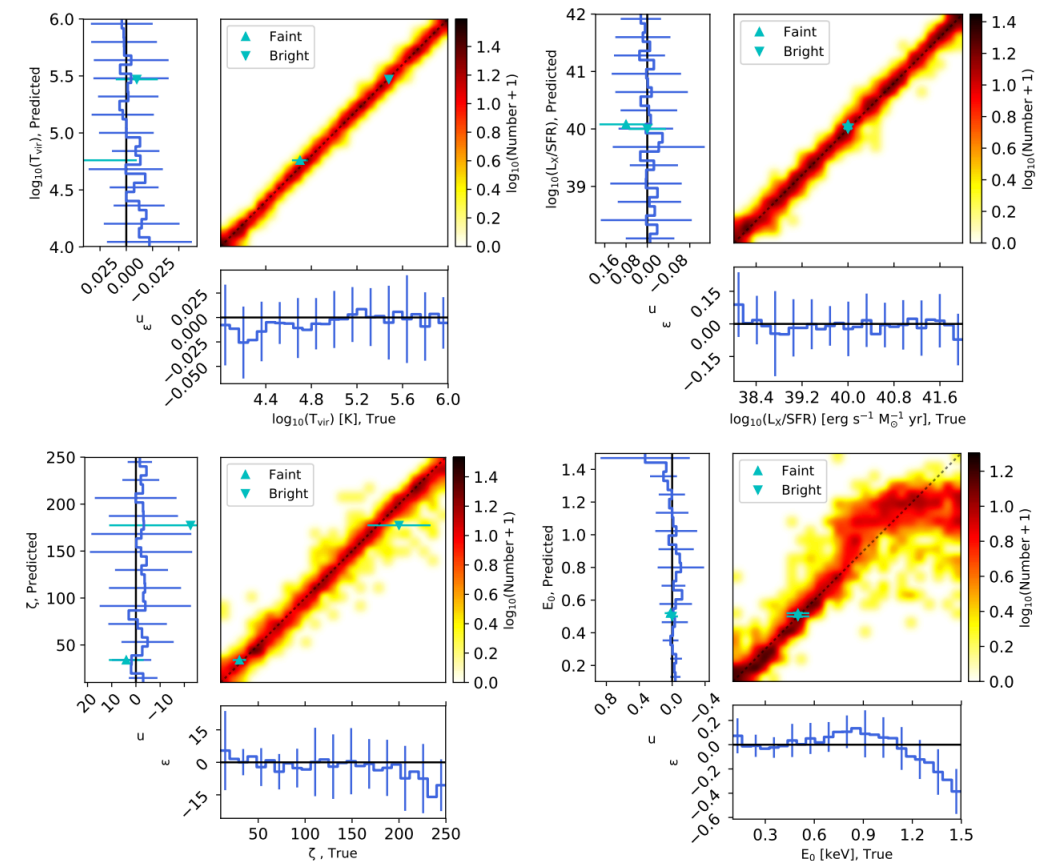 6.0
5.5
5.0
4.5
4.0
log₁₀(Tᵥᵢᵣ), Predicted
0.025
0.000
−0.025
u
Faint
Bright
1.4
1.2
1.0
0.8
0.6
0.4
0.2
0.0
log₁₀(Number + 1)
0.025
0.000
−0.025
−0.050
ε
4.4 4.8 5.2 5.6 6.0
log₁₀(Tᵥᵢᵣ) [K], True
42
41
40
39
log₁₀(Lₓ/SFR), Predicted
0.16
0.08
0.00
−0.08
u
Faint
Bright
1.4
1.2
1.0
0.8
0.6
0.4
0.2
0.0
log₁₀(Number + 1)
0.15
0.00
−0.15
ε
38.4 39.2 40.0 40.8 41.6
log₁₀(Lₓ/SFR) [erg s⁻¹ M⊙⁻¹ yr], True
250
200
150
100
50
ζ, Predicted
20
10
0
−10
u
Faint
Bright
1.4
1.2
1.0
0.8
0.6
0.4
0.2
0.0
log₁₀(Number + 1)
15
0
−15
ε
50 100 150 200 250
ζ , True
1.4
1.2
1.0
0.8
0.6
0.4
0.2
E₀, Predicted
0.8
0.4
0.0
−0.4
u
Faint
Bright
1.2
1.0
0.8
0.6
0.4
0.2
0.0
log₁₀(Number + 1)
0.2
0.0
−0.2
−0.4
−0.6
ε
0.3 0.6 0.9 1.2 1.5
E₀ [keV], True